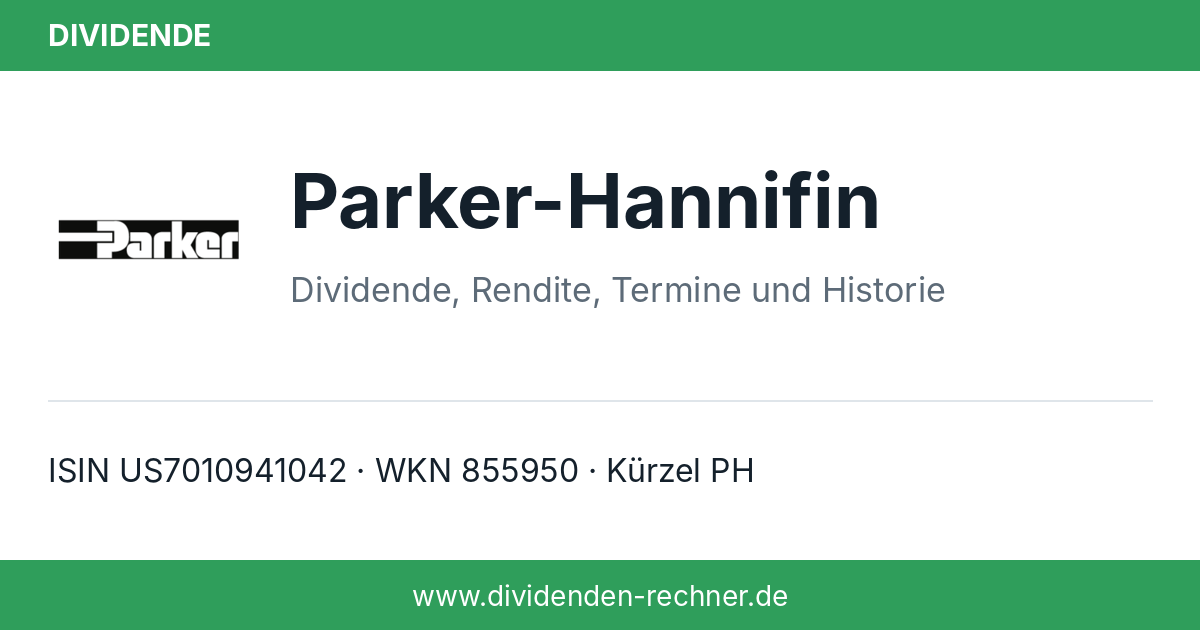 DIVIDENDE
Parker
Parker-Hannifin
Dividende, Rendite, Termine und Historie
ISIN US7010941042 · WKN 855950 · Kürzel PH
www.dividenden-rechner.de